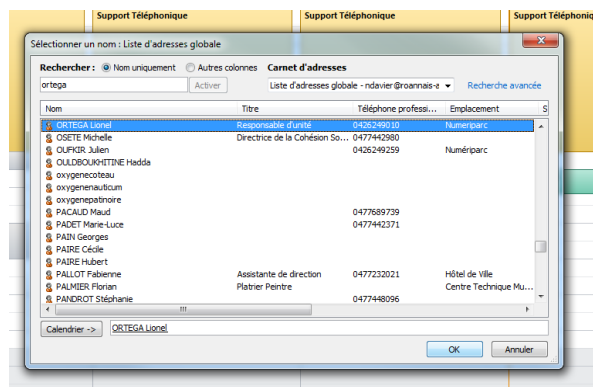 Support Téléphonique Support Téléphonique Support Téléphoniq
Sélectionner un nom : Liste d'adresses globale
Rechercher : Nom uniquement Autres colonnes Carnet d'adresses
ortega Activer Liste d'adresses globale - ndavier@roannais-a Recherche avancée
Nom Titre Téléphone professi... Emplacement S
ORTEGA Lionel Responsable d'unité 0426249010 Numeriparc
OSETE Michelle Directrice de la Cohésion So... 0477442980
OUFKIR Julien 0426249259 Numériparc
OULDBOUKHITINE Hadda
oxygenecoteau
oxygenenauticum
oxygenepatinoire
PACAUD Maud 0477689739
PADET Marie-Luce 0477442371
PAIN Georges
PAIRE Cécile
PAIRE Hubert
PALLOT Fabienne Assistante de direction 0477232021 Hôtel de Ville
PALMIER Florian Platrier Peintre Centre Technique Mu...
PANDROT Stéphanie 0477448096
Calendrier -> ORTEGA Lionel
OK Annuler